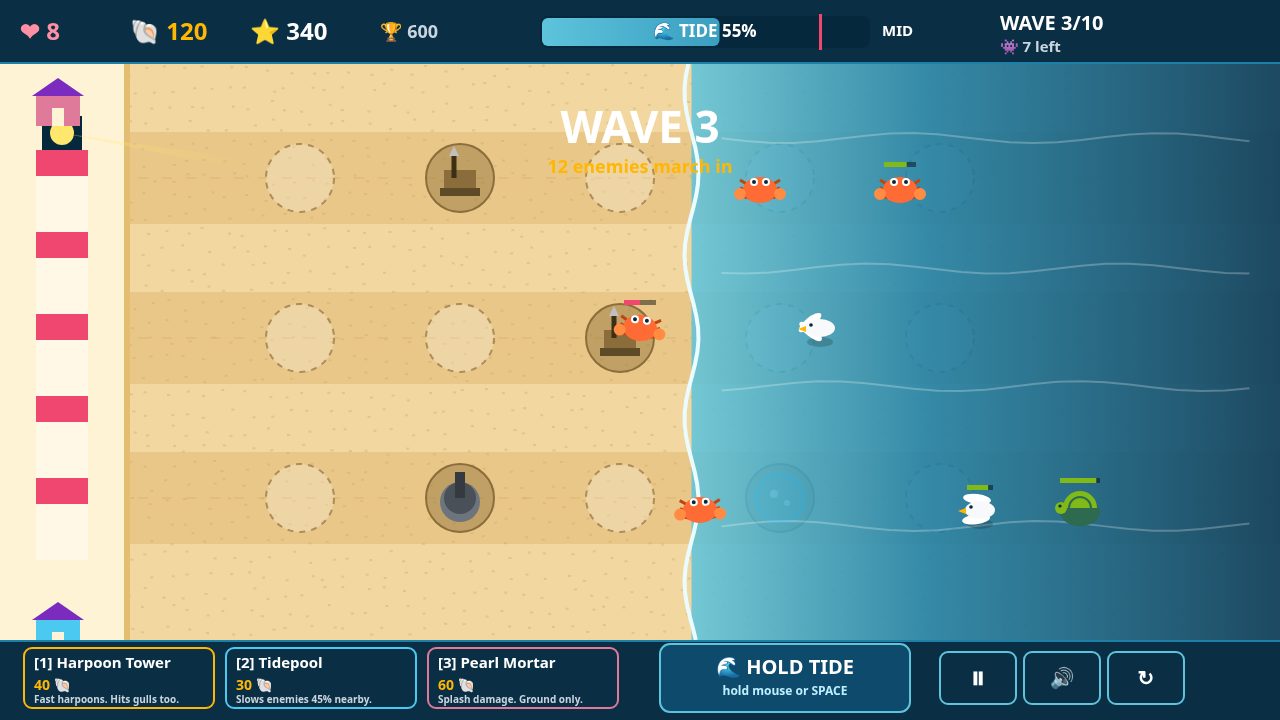 ❤ 8
🐚 120
⭐ 340
🏆 600
🌊 TIDE 55%
MID
WAVE 3/10
👾 7 left
WAVE 3
12 enemies march in
[1] Harpoon Tower
40 🐚
Fast harpoons. Hits gulls too.
[2] Tidepool
30 🐚
Slows enemies 45% nearby.
[3] Pearl Mortar
60 🐚
Splash damage. Ground only.
🌊 HOLD TIDE
hold mouse or SPACE
⏸ 🔊 ↻